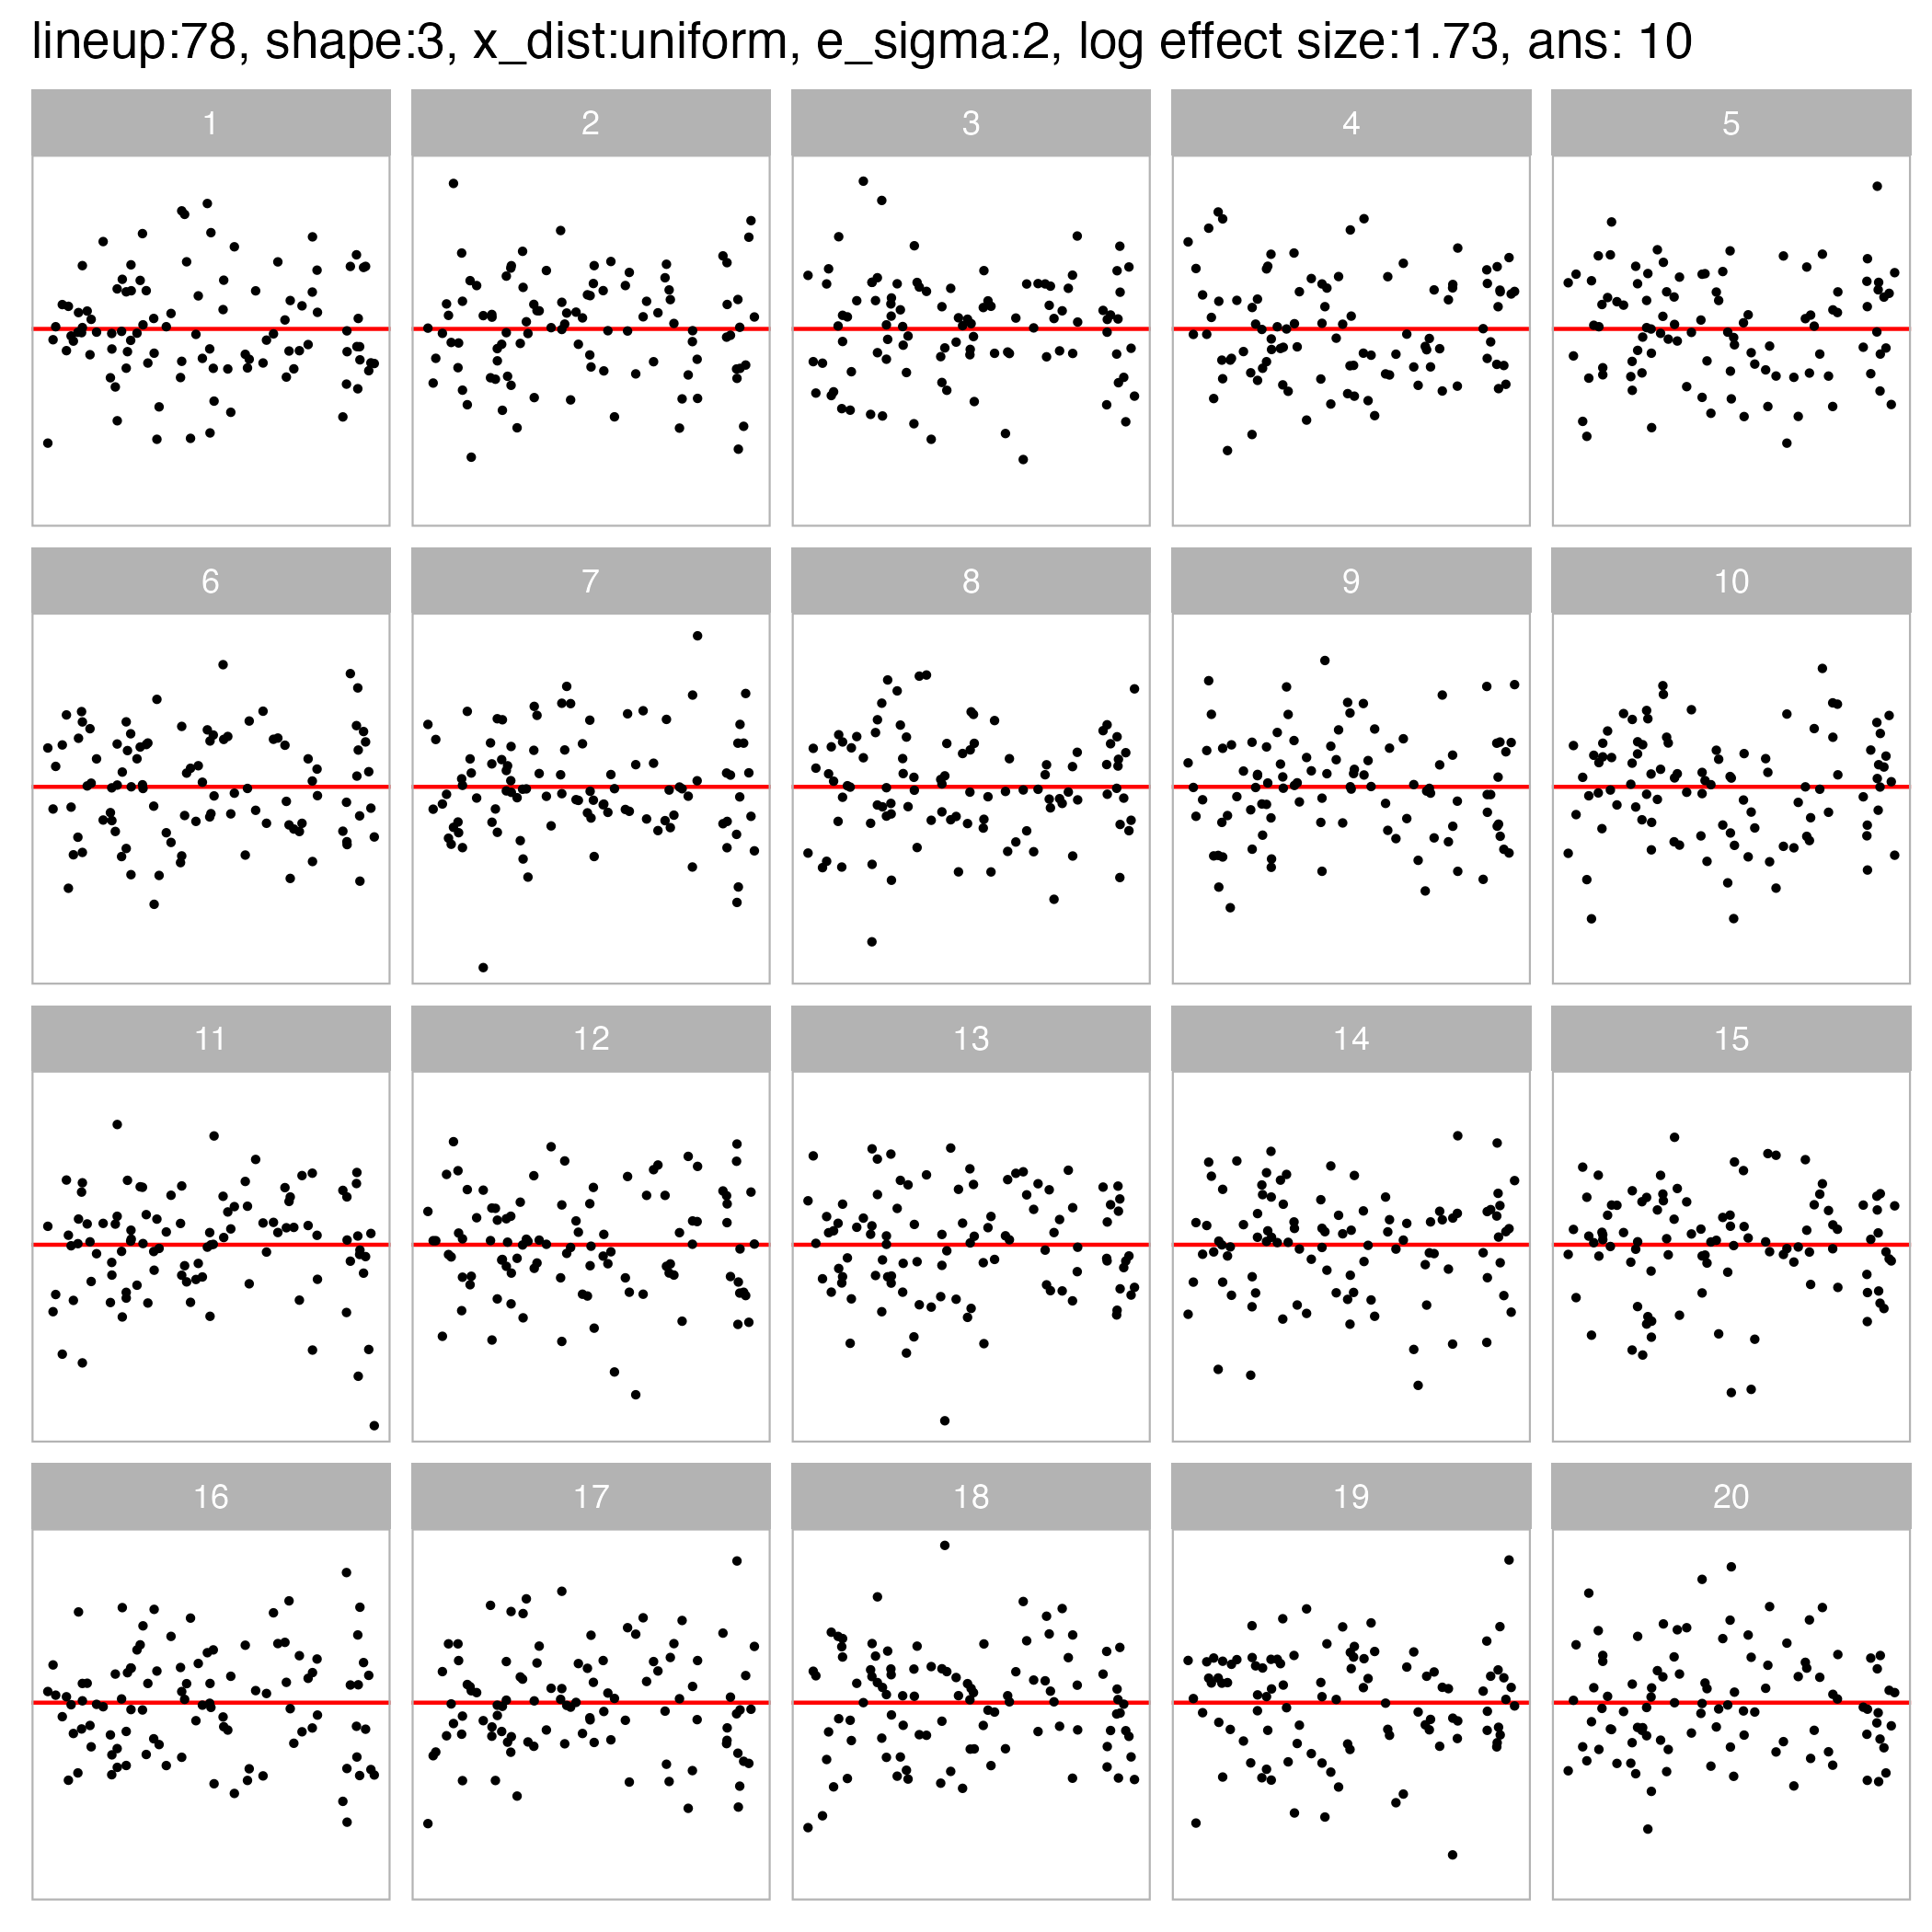 lineup:78, shape:3, x_dist:uniform, e_sigma:2, log effect size:1.73, ans: 10
1 2 3 4 5
6 7 8 9 10
11 12 13 14 15
16 17 18 19 20